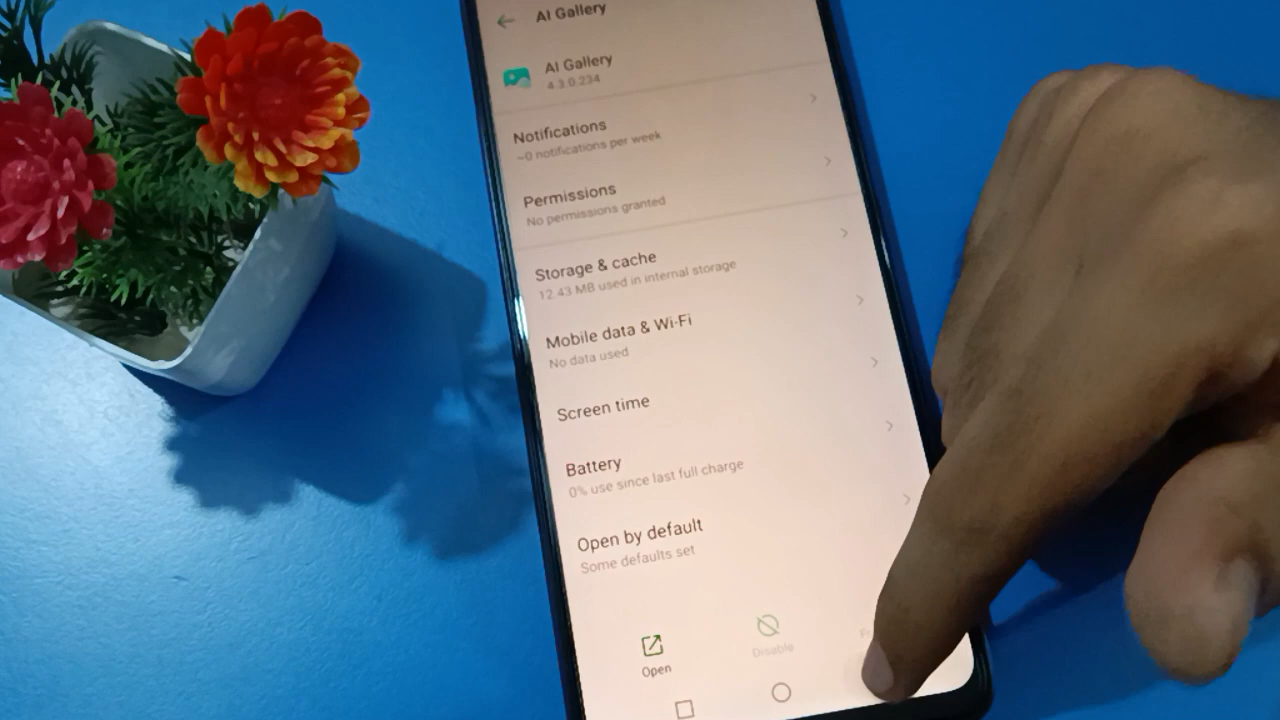 AI Gallery
AI Gallery
4.3.0.234
Notifications
~0 notifications per week
Permissions
No permissions granted
Storage & cache
12.43 MB used in internal storage
Mobile data & Wi-Fi
No data used
Screen time
Battery
0% use since last full charge
Open by default
Some defaults set
Open
Disable